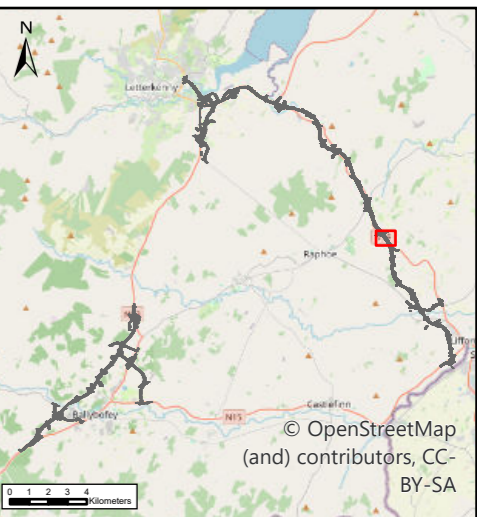 N
Letterkenny
Raphoe
Ballybofey
Castlefinn
N15
© OpenStreetMap
(and) contributors, CC-
BY-SA
0 1 2 3 4
Kilometers